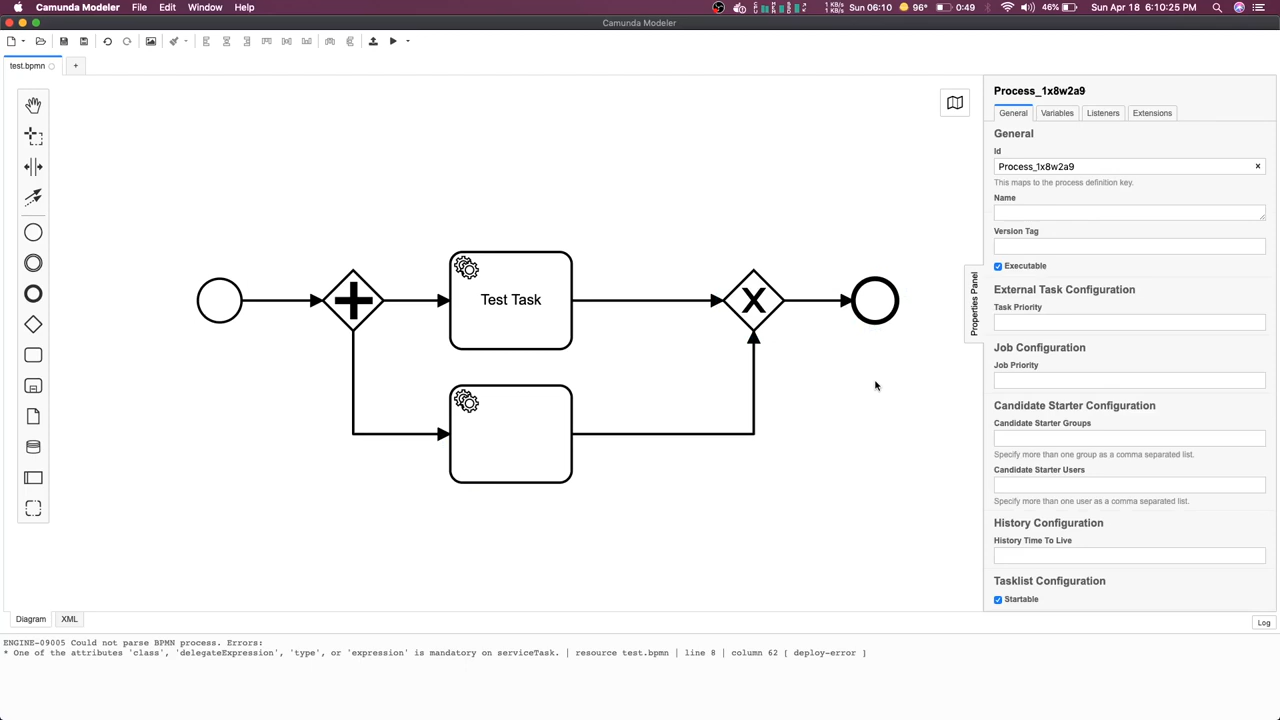 Camunda Modeler File Edit Window Help
1 KB/s
1 KB/s
Sun 06:10 96° 0:49 46% Sun Apr 18 6:10:25 PM
Camunda Modeler
test.bpmn
+
Process_1x8w2a9
General Variables Listeners Extensions
General
Id
Process_1x8w2a9 ×
This maps to the process definition key.
Name
Version Tag
Executable
External Task Configuration
Task Priority
Job Configuration
Job Priority
Candidate Starter Configuration
Candidate Starter Groups
Specify more than one group as a comma separated list.
Candidate Starter Users
Specify more than one user as a comma separated list.
History Configuration
History Time To Live
Tasklist Configuration
Startable
Properties Panel
Test Task
X
Diagram XML
Log
ENGINE-09005 Could not parse BPMN process. Errors:
* One of the attributes 'class', 'delegateExpression', 'type', or 'expression' is mandatory on serviceTask. | resource test.bpmn | line 8 | column 62 [ deploy-error ]